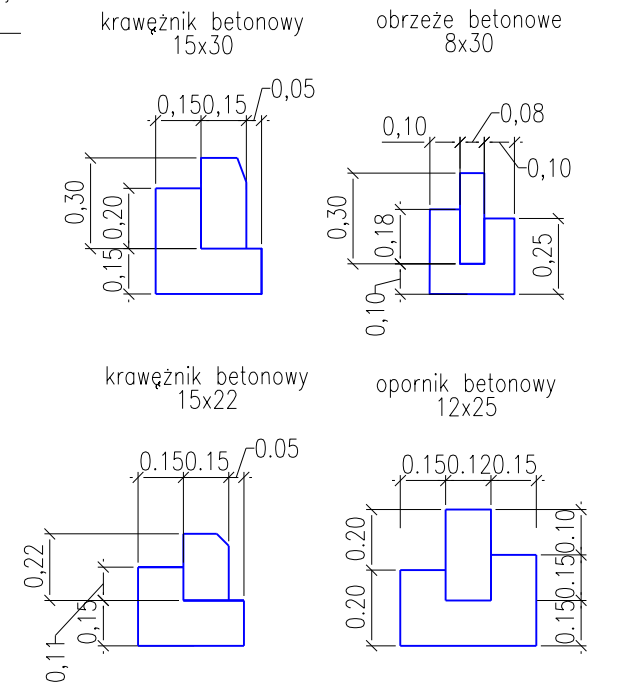 krawężnik betonowy
15x30
0,15 0,15 0,05
0,30
0,20
0,15
obrzeże betonowe
8x30
0,10 0,08
0,10
0,30
0,18
0,10
0,25
krawężnik betonowy
15x22
0.15 0.15 0.05
0,22
0,15
0,11
opornik betonowy
12x25
0.15 0.12 0.15
0.20
0.20
0.10
0.15
0.15